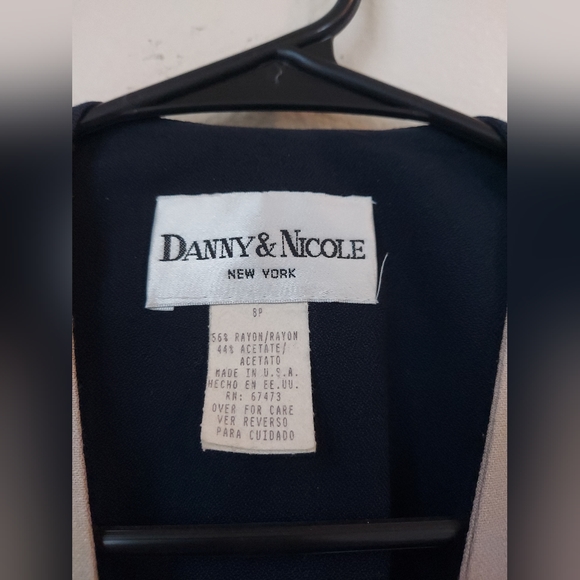 DANNY & NICOLE
NEW YORK
8P
56% RAYON/RAYON
44% ACETATE/
ACETATO
MADE IN U.S.A.
HECHO EN EE.UU.
RN: 67473
OVER FOR CARE
VER REVERSO
PARA CUIDADO